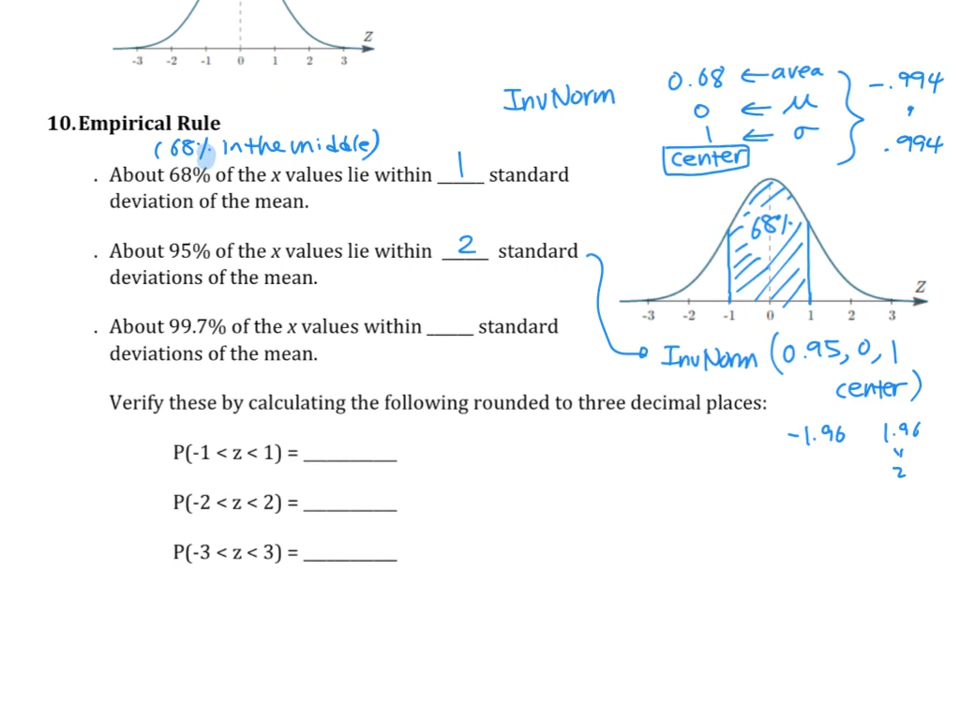 Z
-3 -2 -1 0 1 2 3
InvNorm
0.68 ← area
0 ← μ
1 ← σ
center
-.994
,
.994
10. Empirical Rule
(68% in the middle)
. About 68% of the x values lie within 1 standard
deviation of the mean.
. About 95% of the x values lie within 2 standard
deviations of the mean.
. About 99.7% of the x values within _____ standard
deviations of the mean.
68%
Z
-3 -2 -1 0 1 2 3
InvNorm (0.95, 0, 1
center)
-1.96 1.96
2
Verify these by calculating the following rounded to three decimal places:
P(-1 < z < 1) = __________
P(-2 < z < 2) = __________
P(-3 < z < 3) = __________